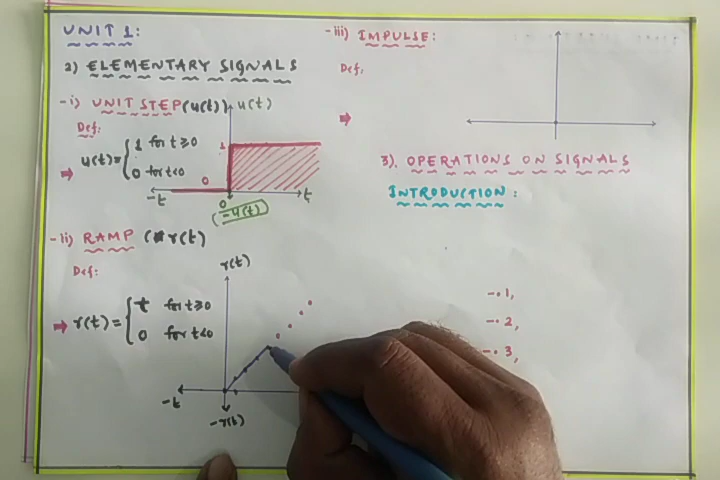 UNIT 1:
2) ELEMENTARY SIGNALS
-i) UNIT STEP (u(t))
u(t)
Def:
u(t)= { 1 for t≥0
0 for t<0
1
0
-t
0
t
(-u(t))
-ii) RAMP (r(t)
Def:
r(t)
r(t)= { t for t≥0
0 for t<0
-t
-r(t)
-iii) IMPULSE:
Def:
3). OPERATIONS ON SIGNALS
INTRODUCTION:
-. 1,
-. 2,
-. 3,